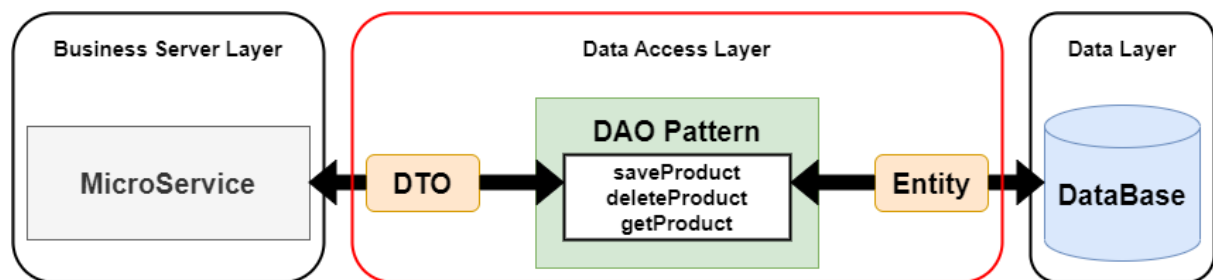 Business Server Layer
Data Access Layer
Data Layer
DAO Pattern
MicroService
DTO
saveProduct
deleteProduct
getProduct
Entity
DataBase